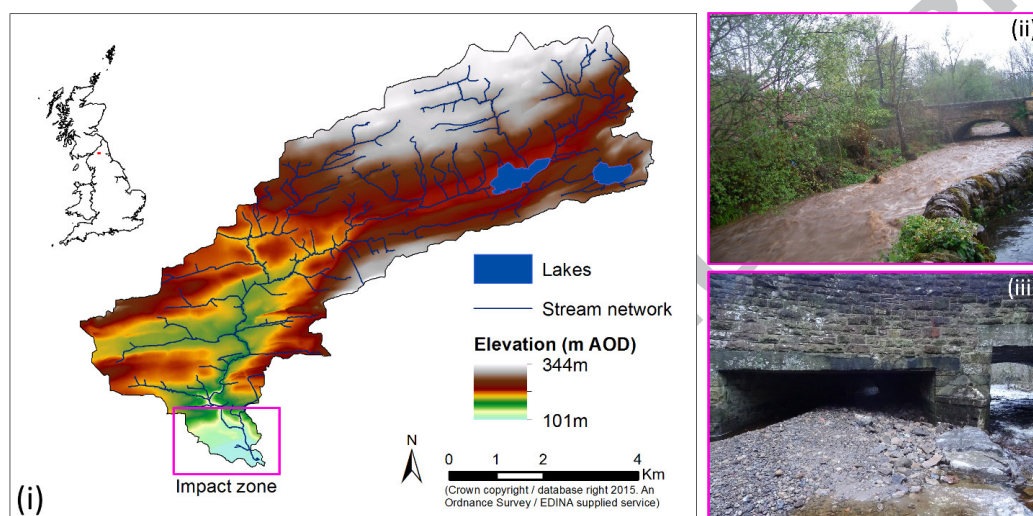 (i)
Lakes
Stream network
Elevation (m AOD)
344m
101m
Impact zone
N
0 1 2 4
Km
(Crown copyright / database right 2015. An
Ordnance Survey / EDINA supplied service)
(ii)
(iii)